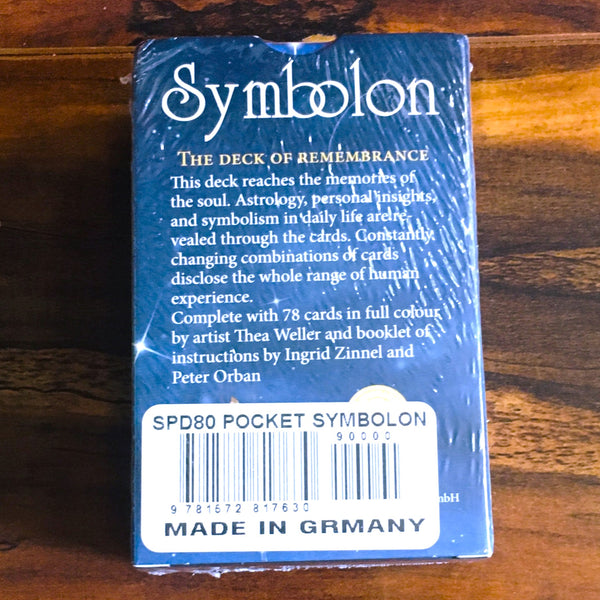 Symbolon
THE DECK OF REMEMBRANCE
This deck reaches the memories of
the soul. Astrology, personal insights,
and symbolism in daily life are re-
vealed through the cards. Constantly
changing combinations of cards
disclose the whole range of human
experience.
Complete with 78 cards in full colour
by artist Thea Weller and booklet of
instructions by Ingrid Zinnel and
Peter Orban
SPD80 POCKET SYMBOLON
90000
9 781572 817630
MADE IN GRMANY